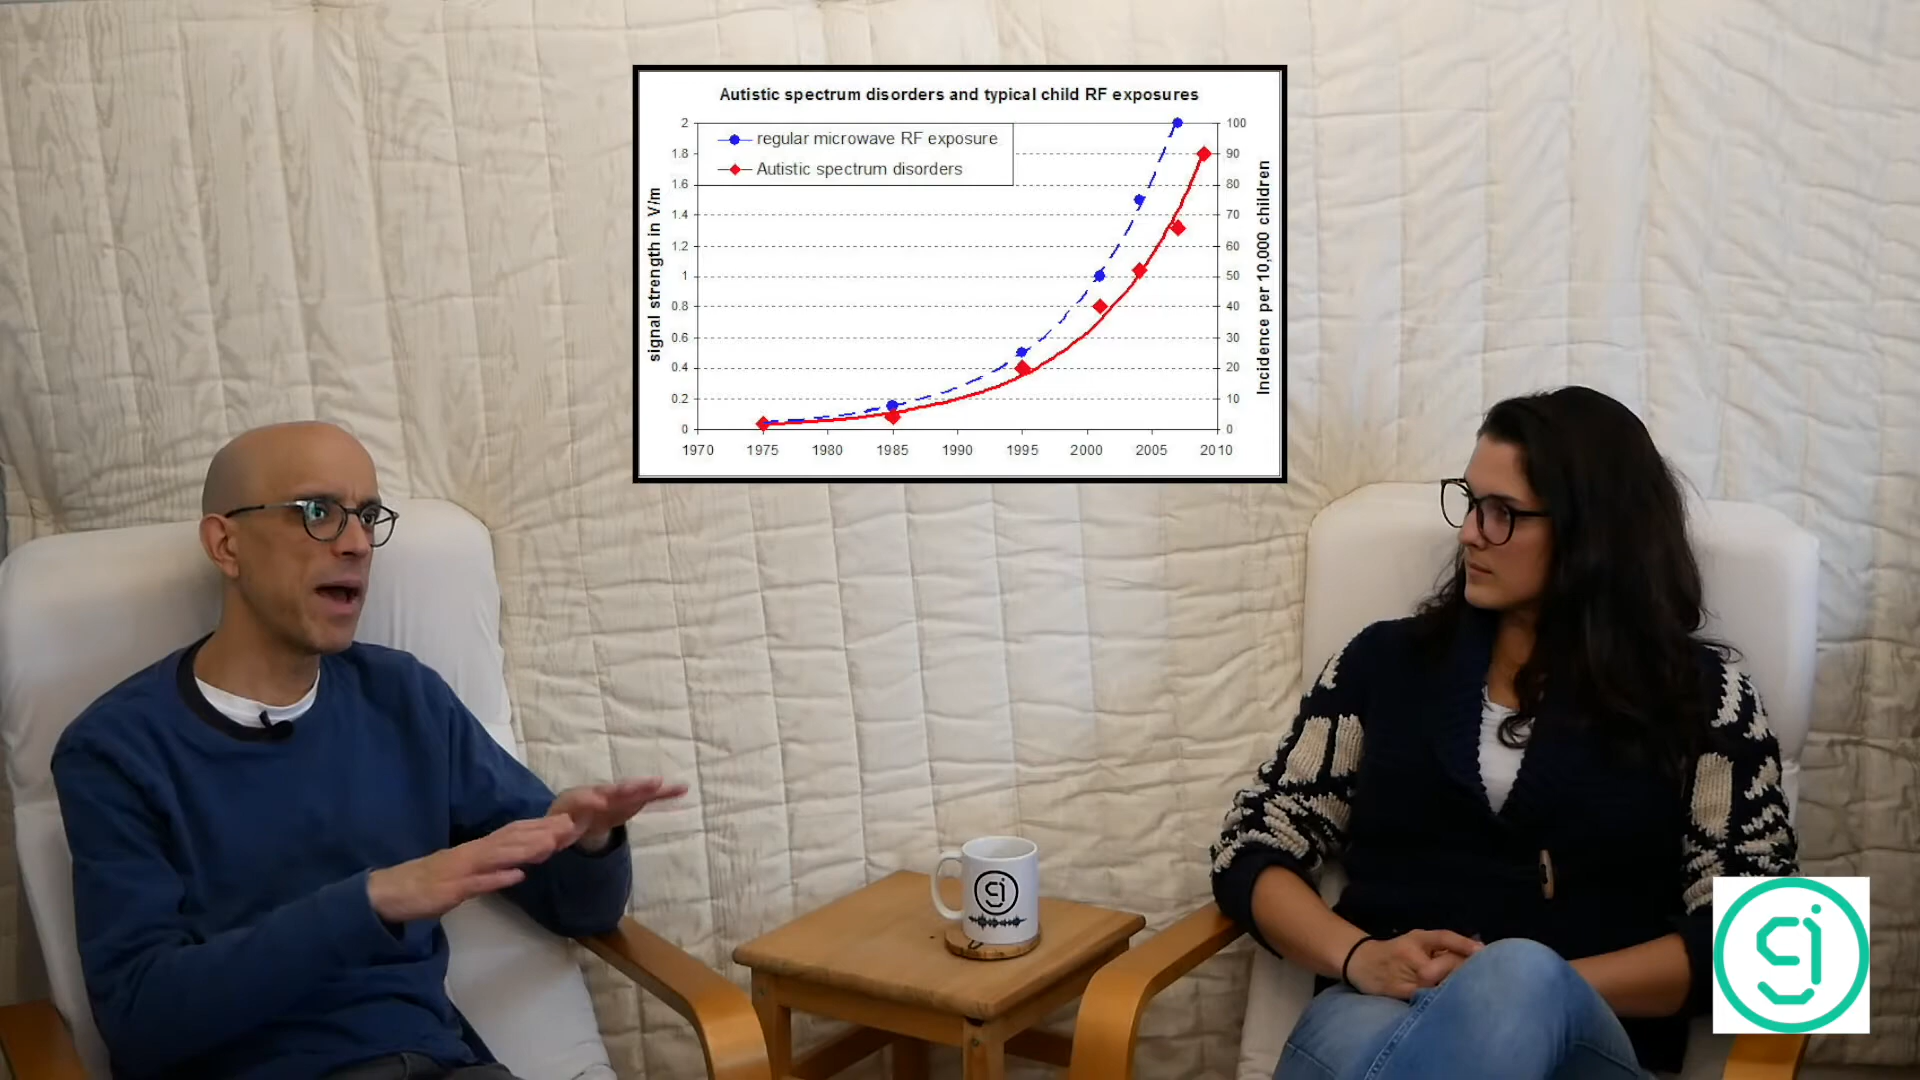 Autistic spectrum disorders and typical child RF exposures
regular microwave RF exposure
Autistic spectrum disorders
signal strength in V/m
2
1.8
1.6
1.4
1.2
1
0.8
0.6
0.4
0.2
0
100
90
80
70
60
50
40
30
20
10
0
Incidence per 10,000 children
1970 1975 1980 1985 1990 1995 2000 2005 2010
gj
gj